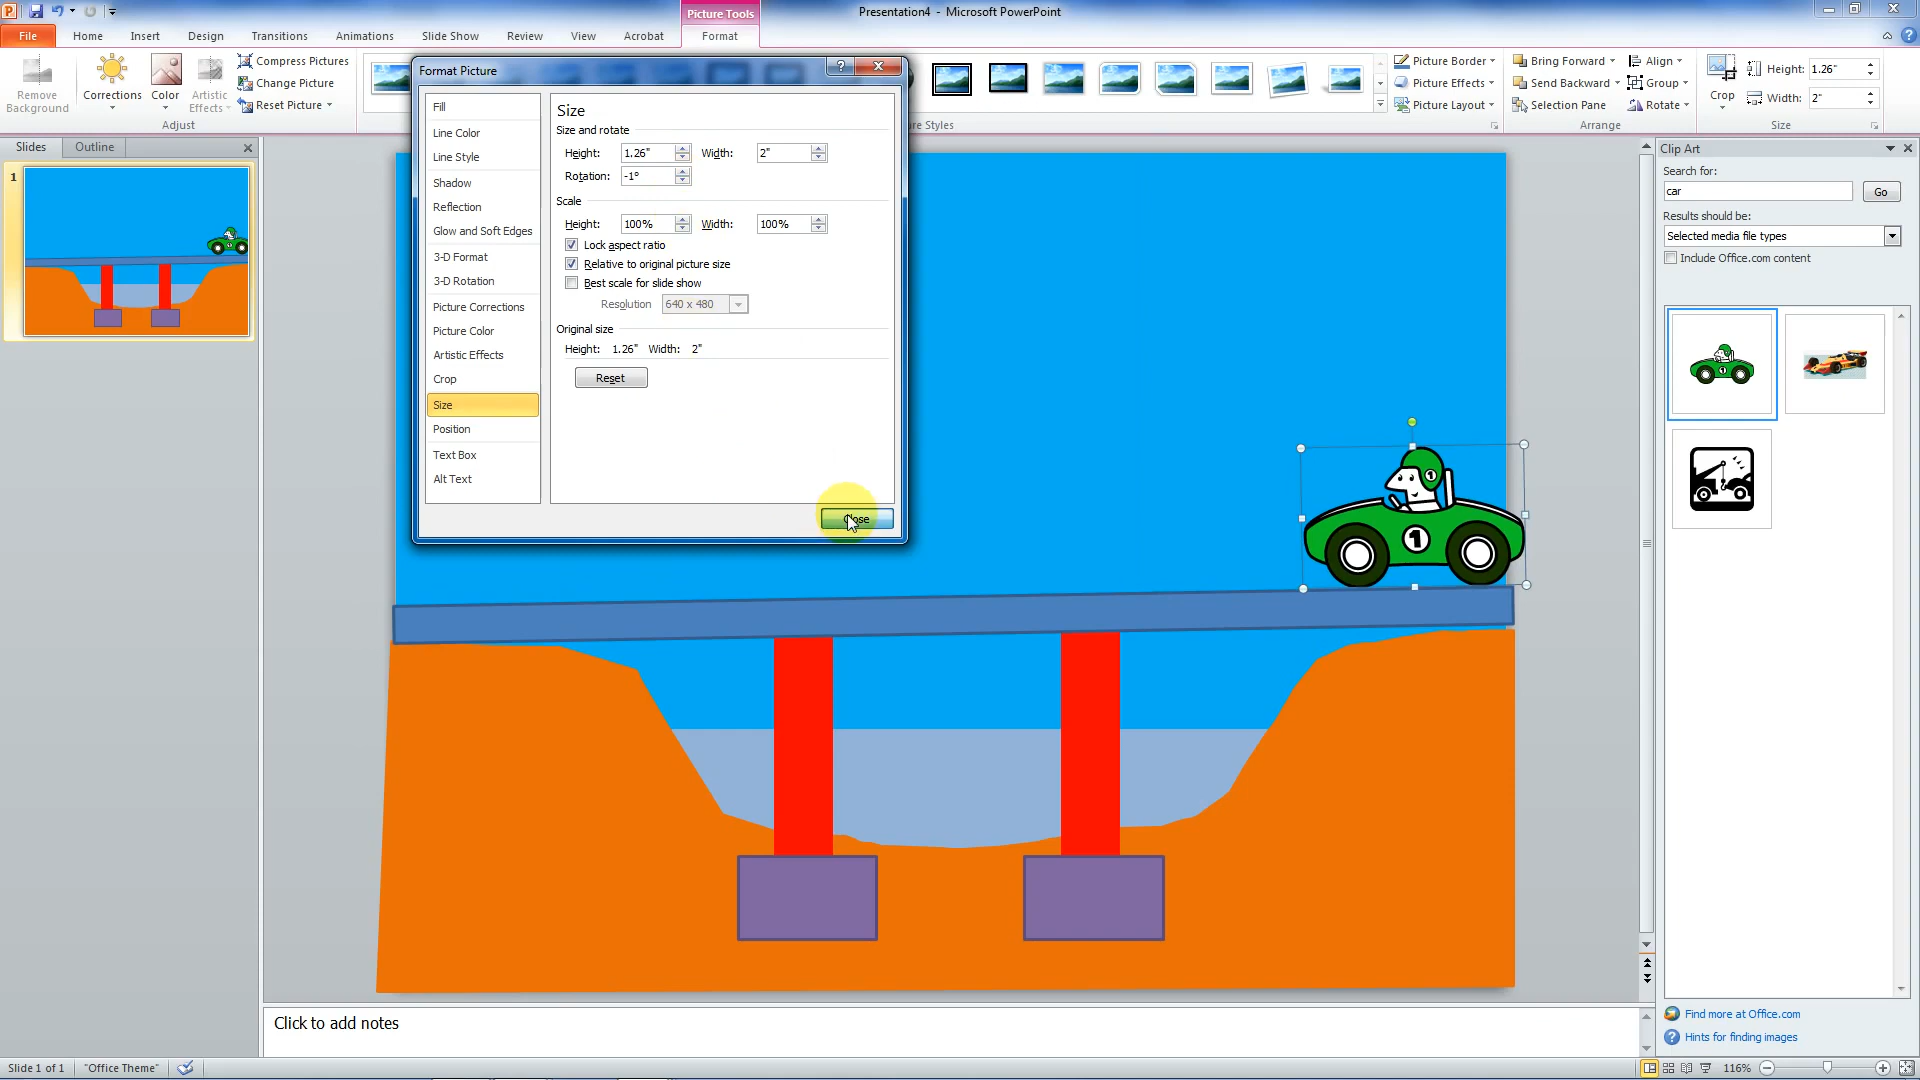 Picture Tools
Presentation4 - Microsoft PowerPoint
File Home Insert Design Transitions Animations Slide Show Review View Acrobat Format
Remove Background
Corrections
Color
Artistic Effects
Compress Pictures
Change Picture
Reset Picture
Adjust
Picture Border
Picture Effects
Picture Layout
ure Styles
Bring Forward
Send Backward
Selection Pane
Align
Group
Rotate
Arrange
Crop
Height: 1.26"
Width: 2"
Size
Slides Outline
1
Format Picture
Fill
Line Color
Line Style
Shadow
Reflection
Glow and Soft Edges
3-D Format
3-D Rotation
Picture Corrections
Picture Color
Artistic Effects
Crop
Size
Position
Text Box
Alt Text
Size
Size and rotate
Height: 1.26" Width: 2"
Rotation: -1°
Scale
Height: 100% Width: 100%
Lock aspect ratio
Relative to original picture size
Best scale for slide show
Resolution 640 x 480
Original size
Height: 1.26" Width: 2"
Reset
Close
1
1
Clip Art
Search for:
car Go
Results should be:
Selected media file types
Include Office.com content
Find more at Office.com
Hints for finding images
Click to add notes
Slide 1 of 1 "Office Theme" 116%